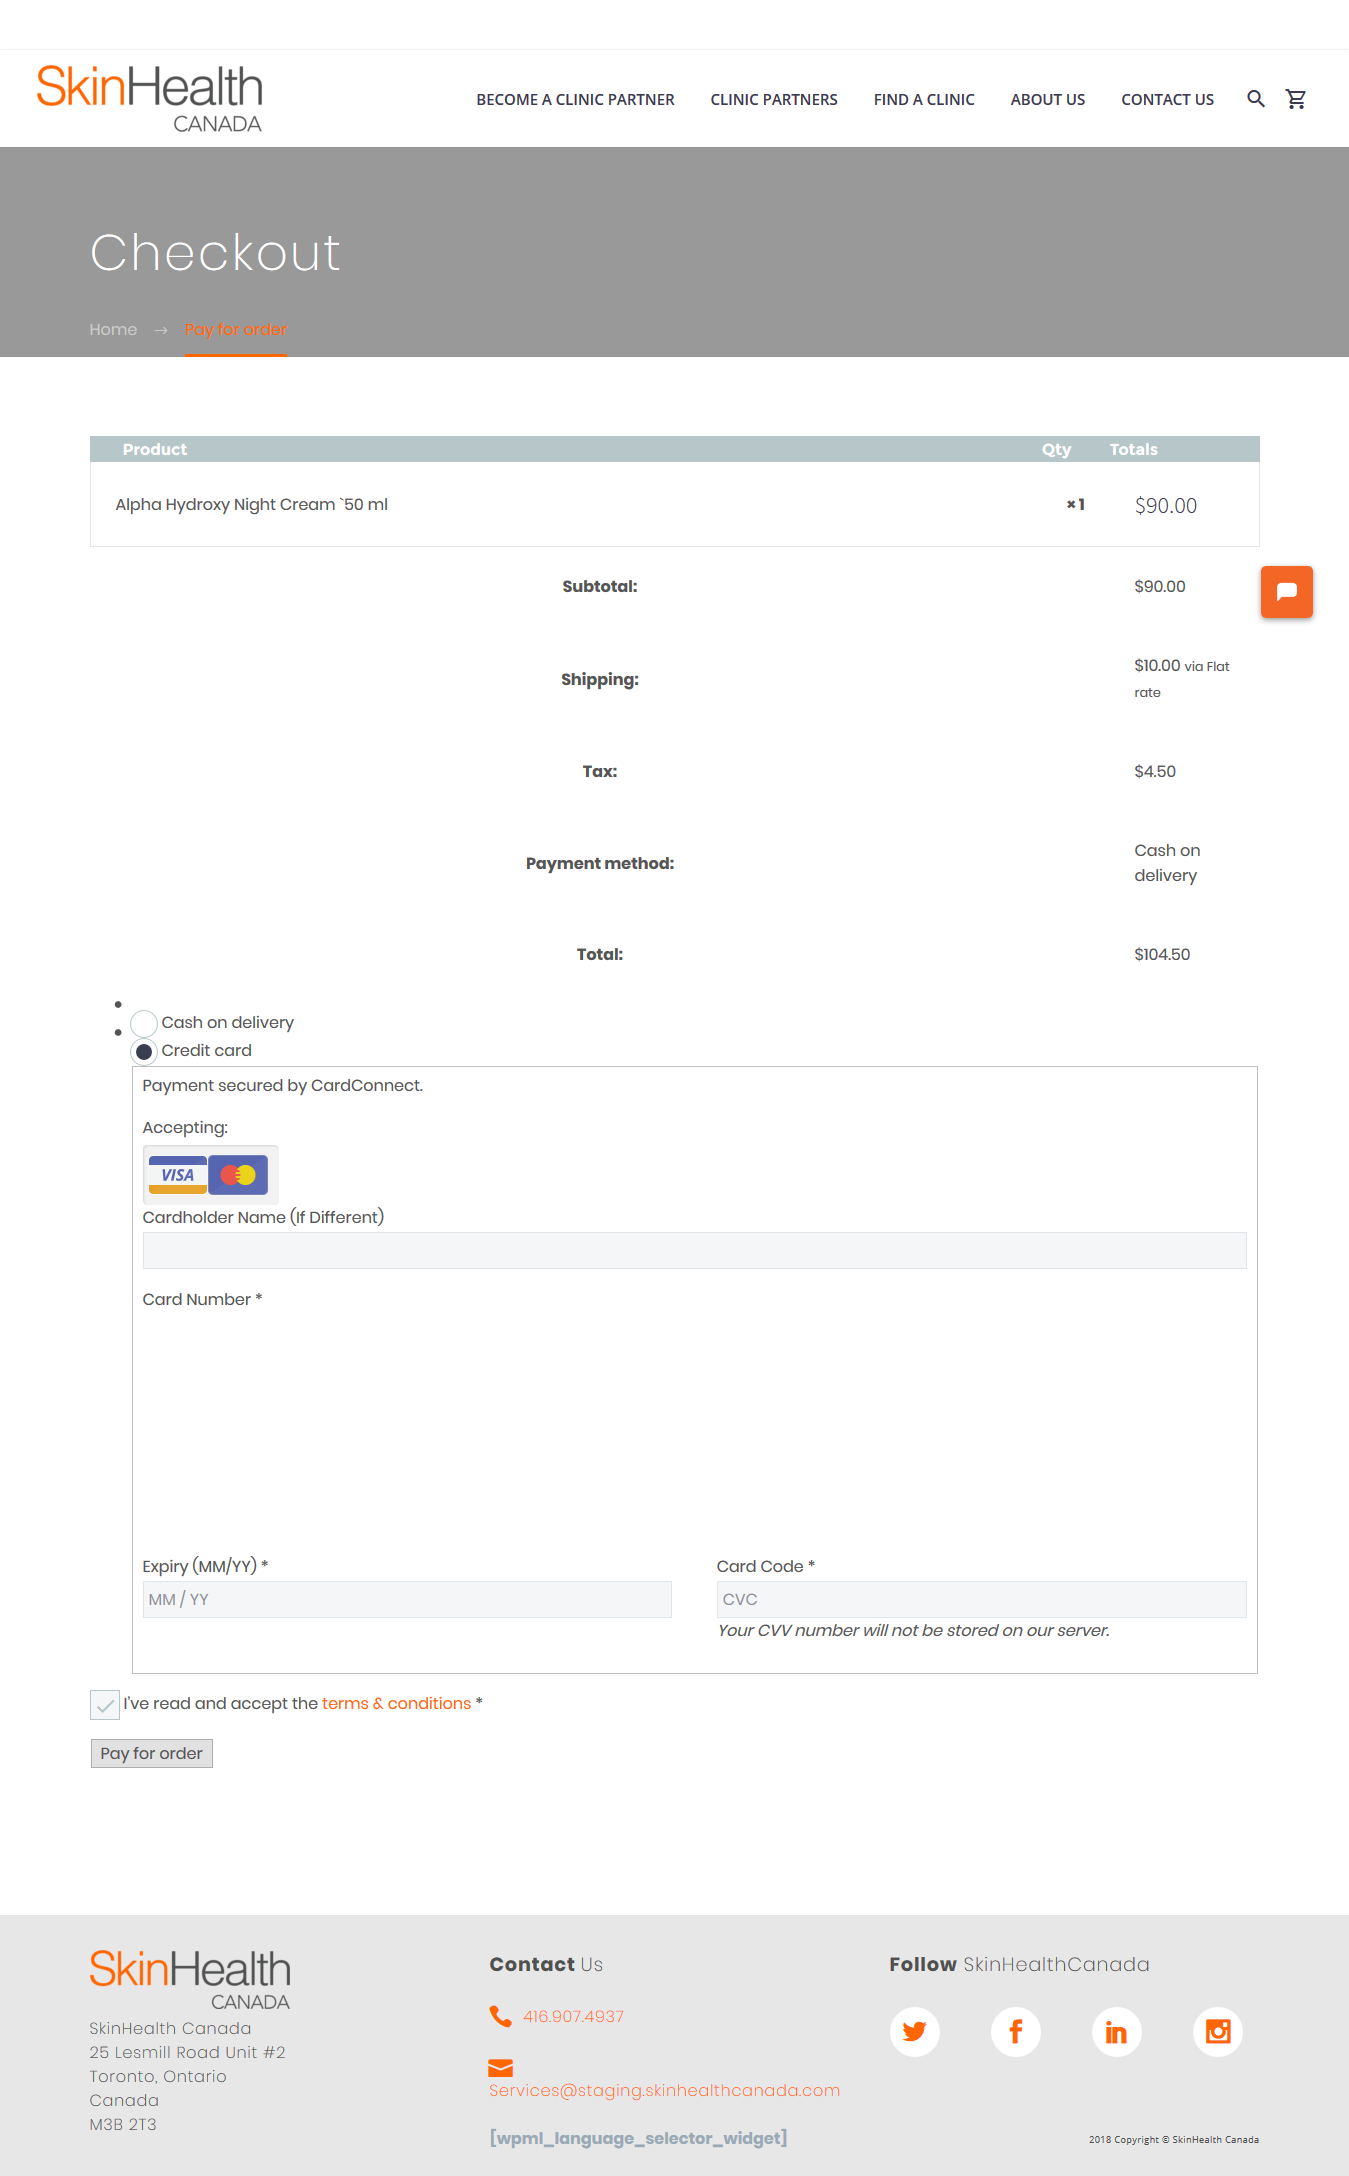 SkinHealth
CANADA
BECOME A CLINIC PARTNER CLINIC PARTNERS FIND A CLINIC ABOUT US CONTACT US
Checkout
Home → Pay for order
Product Qty Totals
Alpha Hydroxy Night Cream `50 ml × 1 $90.00
Subtotal: $90.00
Shipping: $10.00 via Flat
rate
Tax: $4.50
Payment method: Cash on
delivery
Total: $104.50
Cash on delivery
Credit card
Payment secured by CardConnect.
Accepting:
VISA
Cardholder Name (If Different)
Card Number *
Expiry (MM/YY) * Card Code *
MM / YY CVC
Your CVV number will not be stored on our server.
I've read and accept the terms & conditions *
Pay for order
SkinHealth
CANADA
SkinHealth Canada
25 Lesmill Road Unit #2
Toronto, Ontario
Canada
M3B 2T3
Contact Us
416.907.4937
Services@staging.skinhealthcanada.com
[wpml_language_selector_widget]
Follow SkinHealthCanada
2018 Copyright © SkinHealth Canada